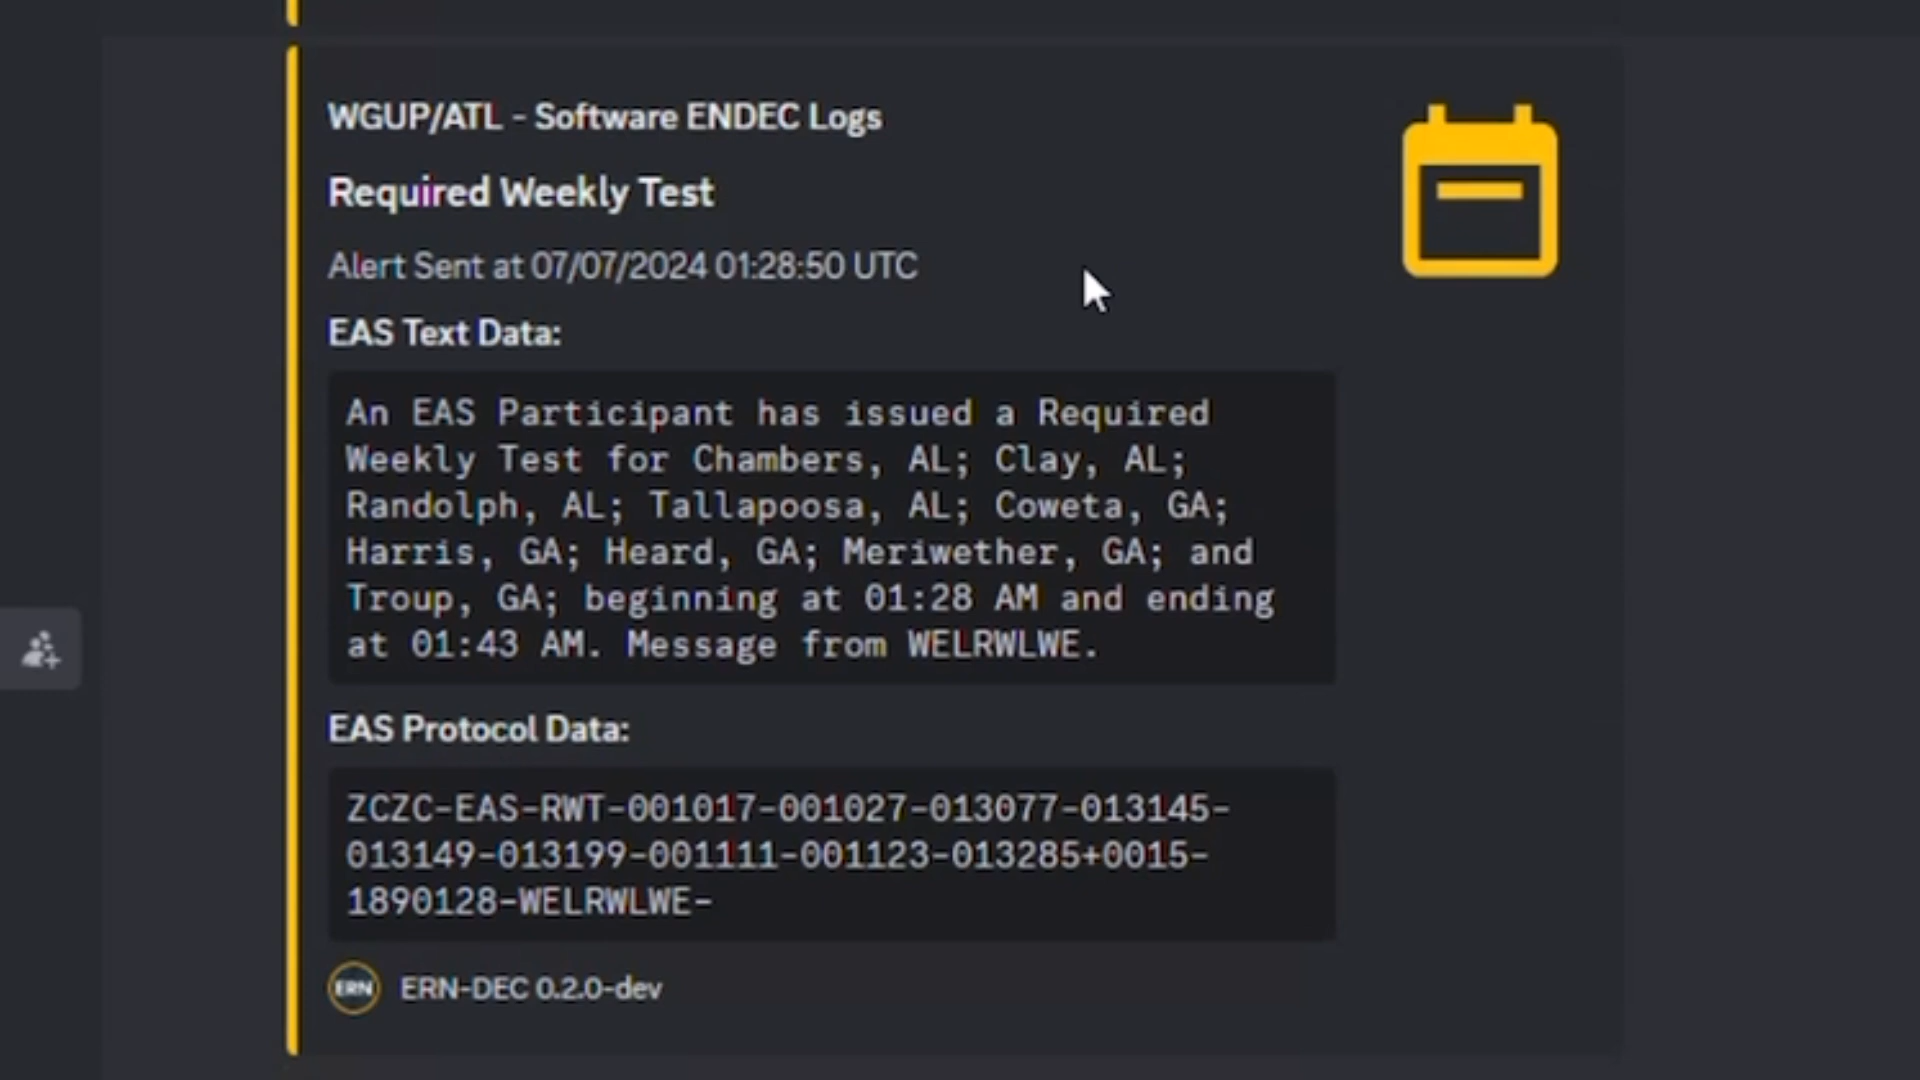 WGUP/ATL - Software ENDEC Logs
Required Weekly Test
Alert Sent at 07/07/2024 01:28:50 UTC
EAS Text Data:
An EAS Participant has issued a Required
Weekly Test for Chambers, AL; Clay, AL;
Randolph, AL; Tallapoosa, AL; Coweta, GA;
Harris, GA; Heard, GA; Meriwether, GA; and
Troup, GA; beginning at 01:28 AM and ending
at 01:43 AM. Message from WELRWLWE.
EAS Protocol Data:
ZCZC-EAS-RWT-001017-001027-013077-013145-
013149-013199-001111-001123-013285+0015-
1890128-WELRWLWE-
ERN ERN-DEC 0.2.0-dev